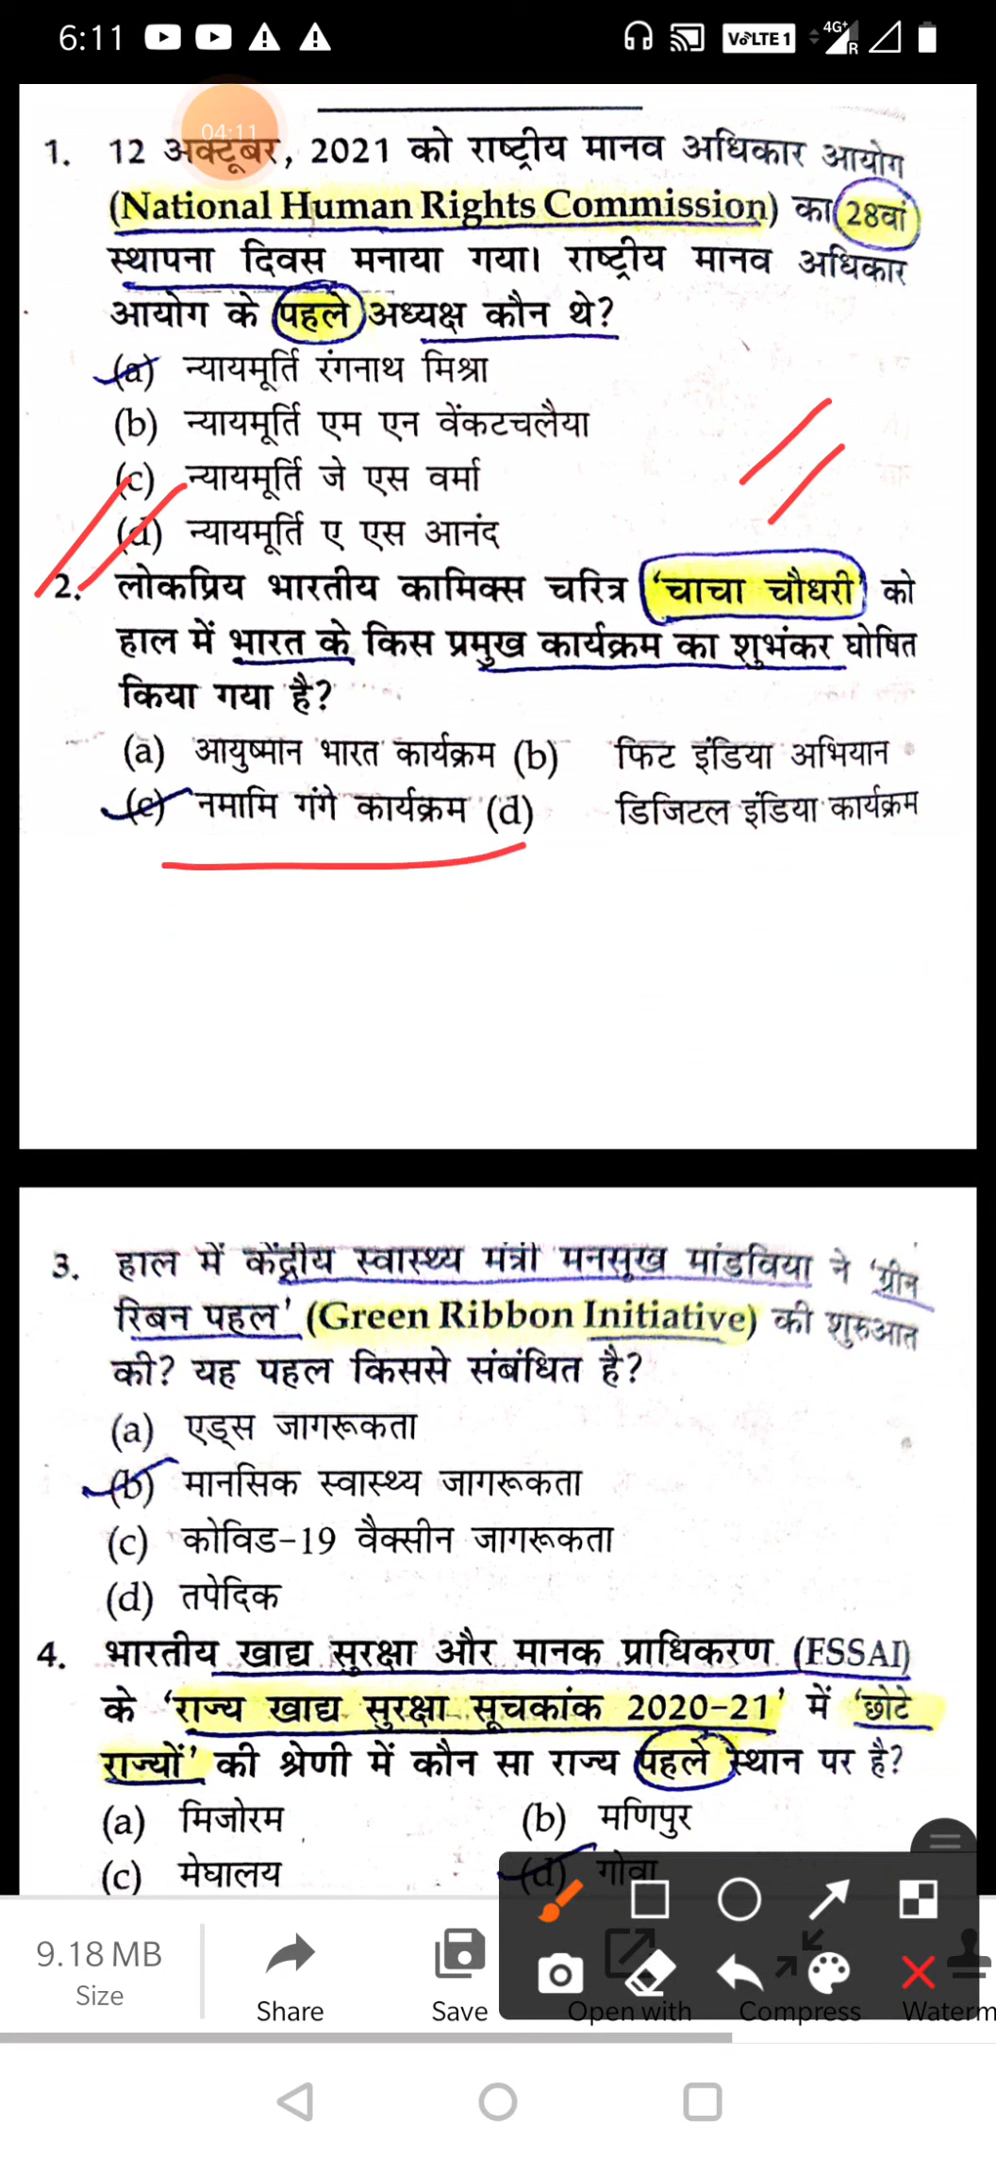 6:11
VoLTE 1
4G+
R
04:11
1. 12 अक्टूबर, 2021 को राष्ट्रीय मानव अधिकार आयोग
(National Human Rights Commission) का 28वां
स्थापना दिवस मनाया गया। राष्ट्रीय मानव अधिकार
आयोग के पहले अध्यक्ष कौन थे?
(a) न्यायमूर्ति रंगनाथ मिश्रा
(b) न्यायमूर्ति एम एन वेंकटचलैया
(c) न्यायमूर्ति जे एस वर्मा
(d) न्यायमूर्ति ए एस आनंद
2. लोकप्रिय भारतीय कामिक्स चरित्र 'चाचा चौधरी' को
हाल में भारत के किस प्रमुख कार्यक्रम का शुभंकर घोषित
किया गया है?
(a) आयुष्मान भारत कार्यक्रम (b) फिट इंडिया अभियान
(c) नमामि गंगे कार्यक्रम (d) डिजिटल इंडिया कार्यक्रम
3. हाल में केंद्रीय स्वास्थ्य मंत्री मनसुख मांडविया ने 'ग्रीन
रिबन पहल' (Green Ribbon Initiative) की शुरुआत
की? यह पहल किससे संबंधित है?
(a) एड्स जागरूकता
(b) मानसिक स्वास्थ्य जागरूकता
(c) कोविड-19 वैक्सीन जागरूकता
(d) तपेदिक
4. भारतीय खाद्य सुरक्षा और मानक प्राधिकरण (FSSAI)
के 'राज्य खाद्य सुरक्षा सूचकांक 2020-21' में 'छोटे
राज्यों' की श्रेणी में कौन सा राज्य पहले स्थान पर है?
(a) मिजोरम (b) मणिपुर
(c) मेघालय (d) गोवा
9.18 MB
Size
Share
Save
Open with
Compress
Waterm